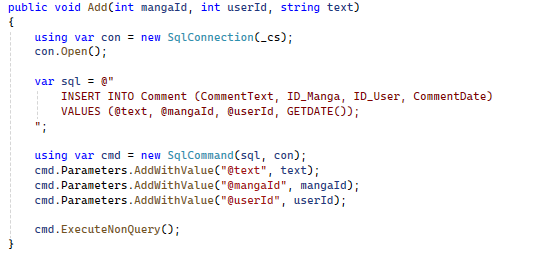 public void Add(int mangaId, int userId, string text)
{
    using var con = new SqlConnection(_cs);
    con.Open();

    var sql = @"
        INSERT INTO Comment (CommentText, ID_Manga, ID_User, CommentDate)
        VALUES (@text, @mangaId, @userId, GETDATE());
    ";

    using var cmd = new SqlCommand(sql, con);
    cmd.Parameters.AddWithValue("@text", text);
    cmd.Parameters.AddWithValue("@mangaId", mangaId);
    cmd.Parameters.AddWithValue("@userId", userId);

    cmd.ExecuteNonQuery();
}